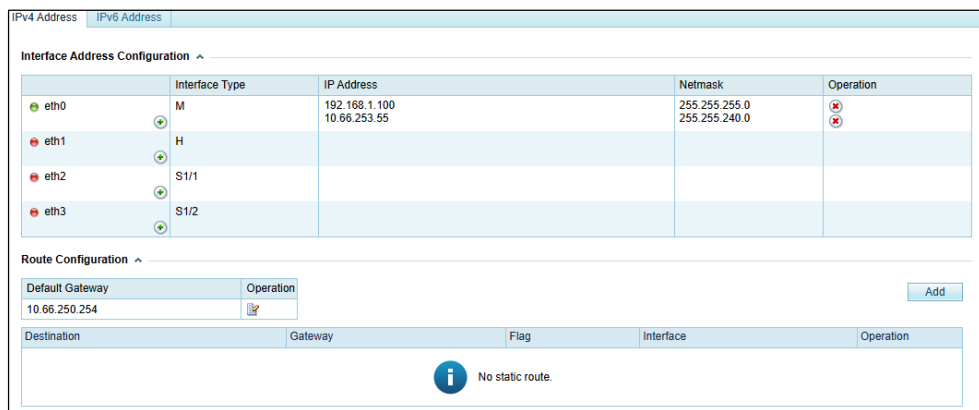 IPv4 Address IPv6 Address
Interface Address Configuration
Interface Type IP Address Netmask Operation
eth0 M 192.168.1.100 255.255.255.0
10.66.253.55 255.255.240.0
eth1 H
eth2 S1/1
eth3 S1/2
Route Configuration
Default Gateway Operation
Add
10.66.250.254
Destination Gateway Flag Interface Operation
No static route.